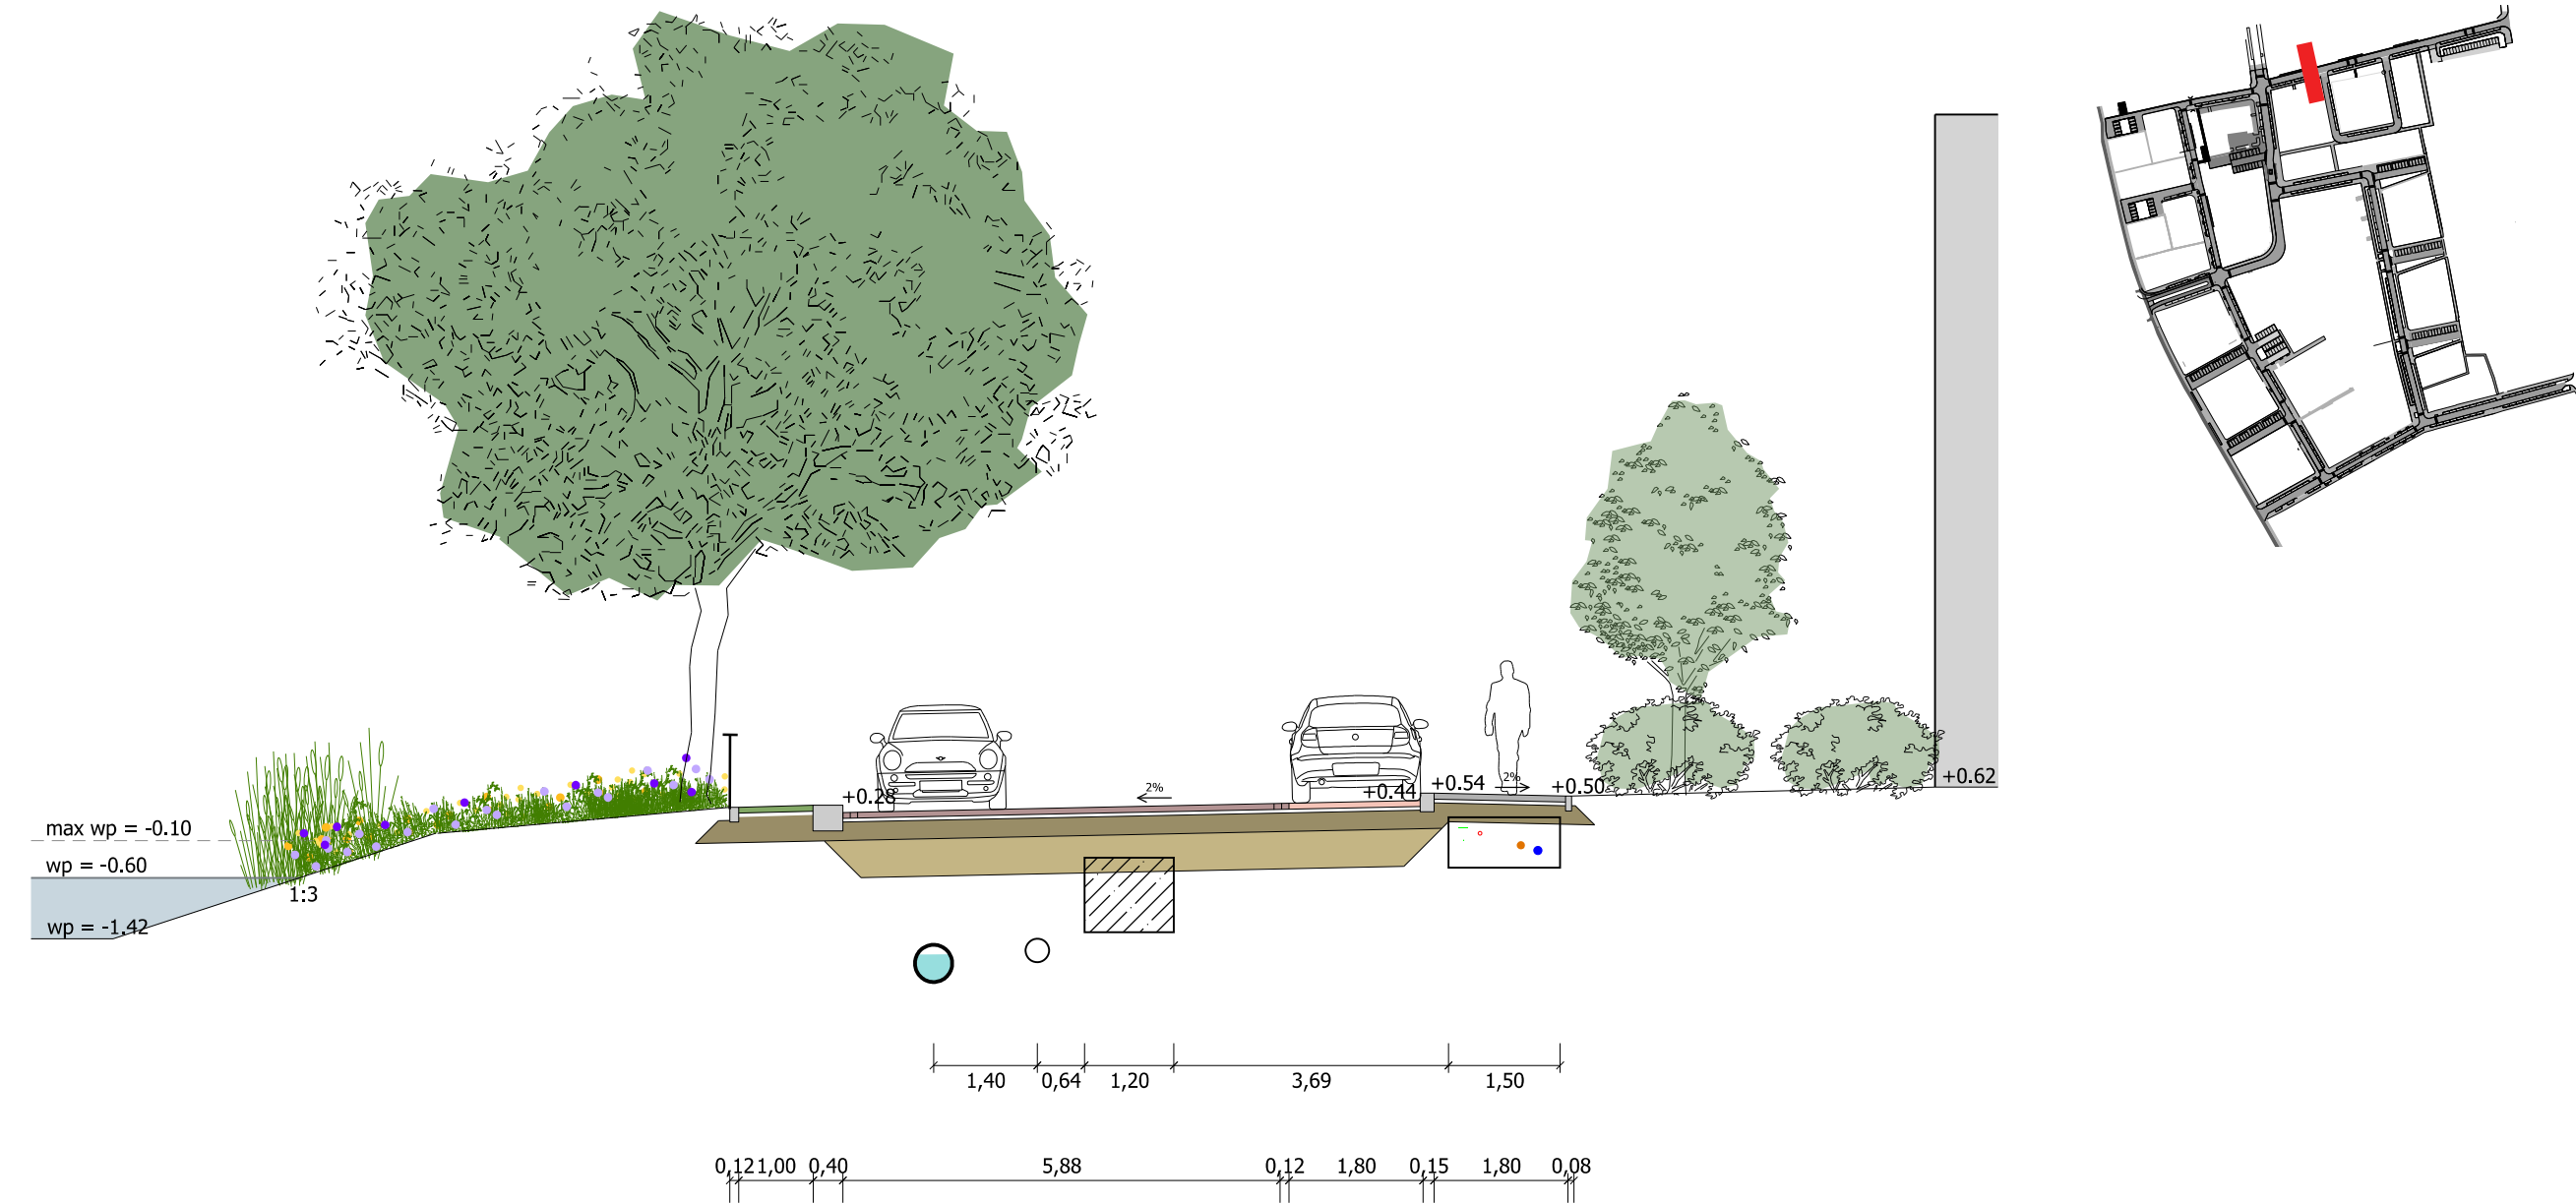 2%
2%
+0.62
+0.54
+0.50
+0.28
+0.44
max wp = -0.10
wp = -0.60
1:3
wp = -1.42
1,40 0,64 1,20 3,69 1,50
0,12 1,00 0,40 5,88 0,12 1,80 0,15 1,80 0,08